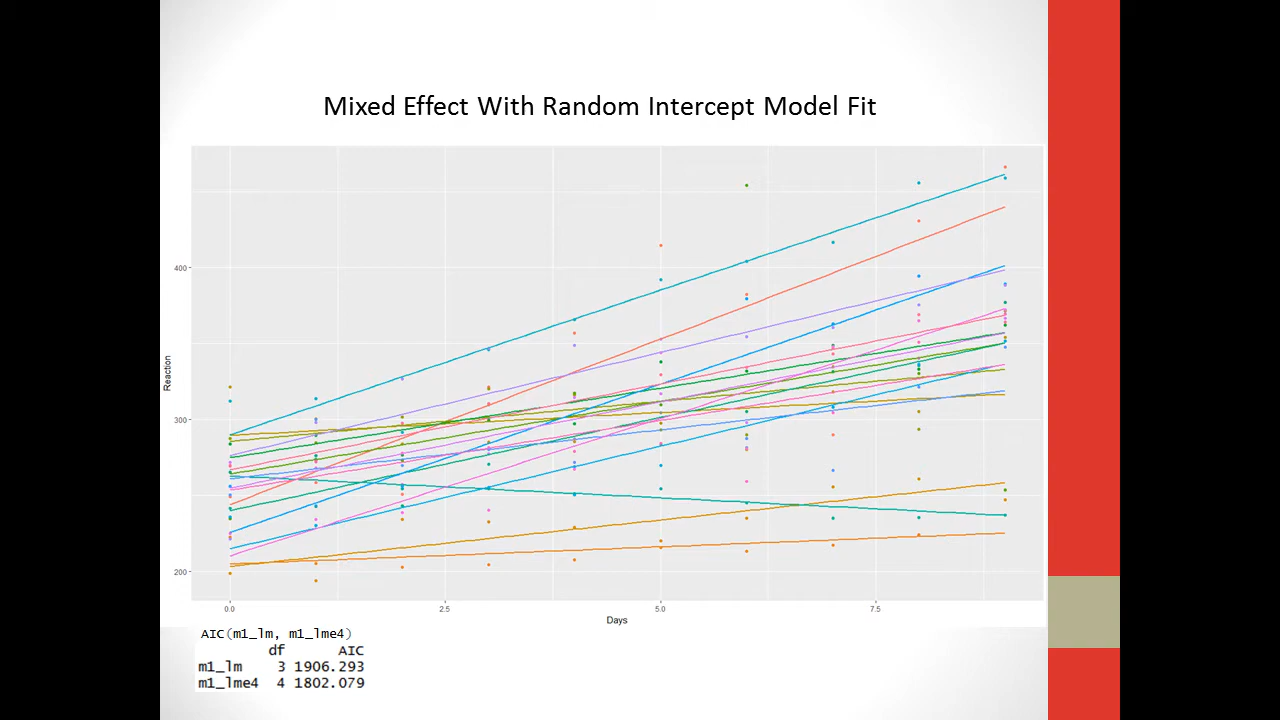 Mixed Effect With Random Intercept Model Fit
400
300
200
Reaction
0.0 2.5 5.0 7.5
Days
AIC(m1_lm, m1_lme4)
df AIC
m1_lm 3 1906.293
m1_lme4 4 1802.079